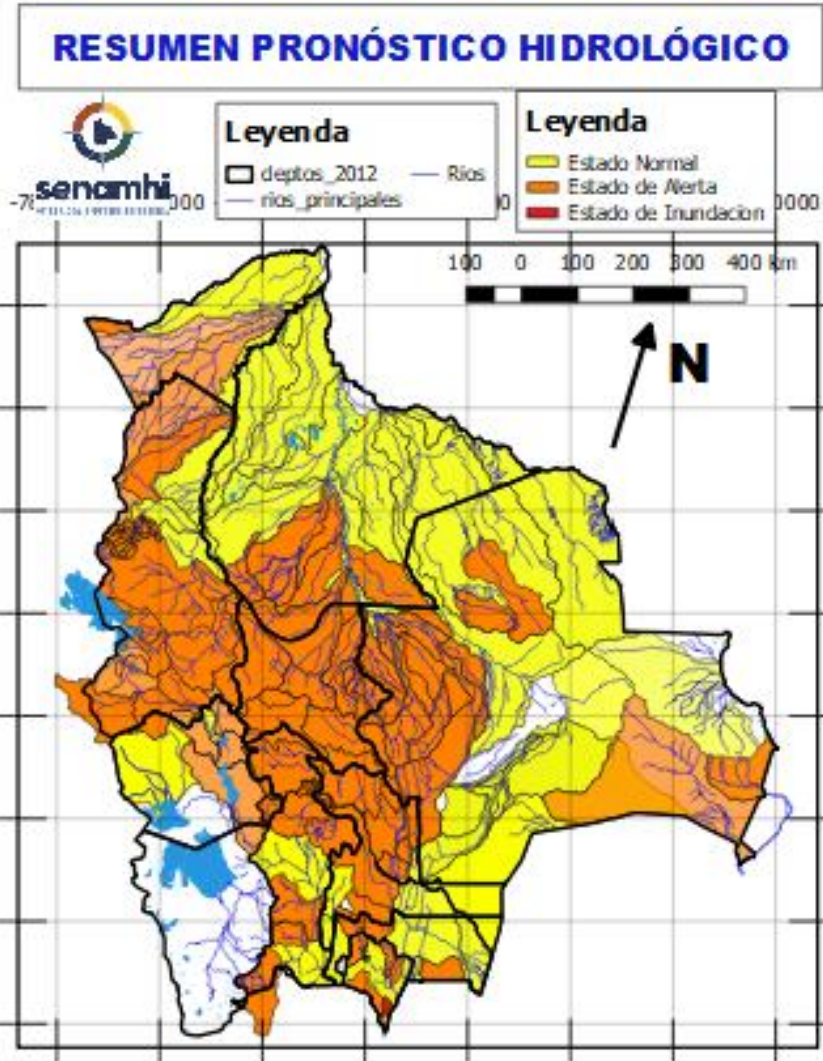 RESUMEN PRONÓSTICO HIDROLÓGICO
senamhi
Leyenda
deptos_2012
Rios
rios_principales
Leyenda
Estado Normal
Estado de Alerta
Estado de Inundacion
100 0 100 200 300 400 km
N